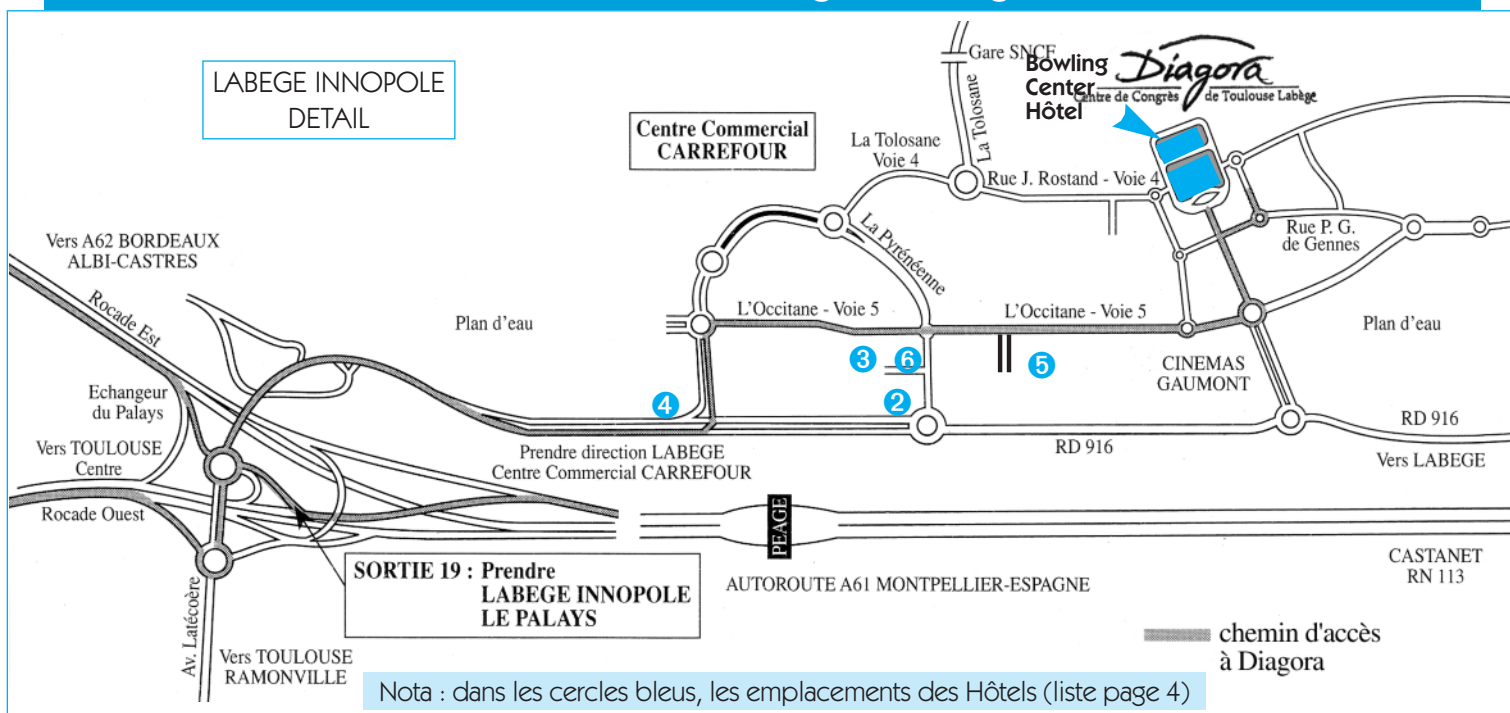 LABEGE INNOPOLE
DETAIL
Gare SNCF
Bowling
Center
Hôtel
Diagora
Centre de Congrès de Toulouse Labège
Centre Commercial
CARREFOUR
La Tolosane
Voie 4
La Tolosane
Rue J. Rostand - Voie 4
La Pyrénéenne
Rue P. G.
de Gennes
Vers A62 BORDEAUX
ALBI-CASTRES
Rocade Est
Plan d'eau
L'Occitane - Voie 5
L'Occitane - Voie 5
Plan d'eau
3
6
5
CINEMAS
GAUMONT
Echangeur
du Palays
4
2
Vers TOULOUSE
Centre
Prendre direction LABEGE
Centre Commercial CARREFOUR
RD 916
RD 916
Vers LABEGE
Rocade Ouest
PEAGE
SORTIE 19 : Prendre
LABEGE INNOPOLE
LE PALAYS
AUTOROUTE A61 MONTPELLIER-ESPAGNE
CASTANET
RN 113
Av. Latécoère
Vers TOULOUSE
RAMONVILLE
chemin d'accès
à Diagora
Nota : dans les cercles bleus, les emplacements des Hôtels (liste page 4)